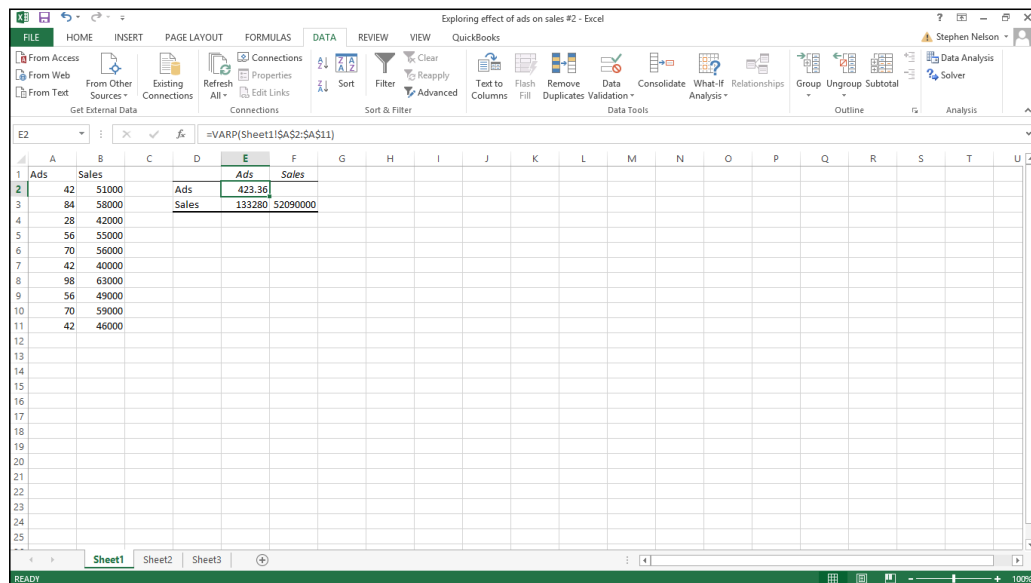 Exploring effect of ads on sales #2 - Excel
FILE HOME INSERT PAGE LAYOUT FORMULAS DATA REVIEW VIEW QuickBooks Stephen Nelson
From Access
From Web
From Text
From Other Sources
Existing Connections
Get External Data
Refresh All
Connections
Properties
Edit Links
Connections
Sort
Filter
Clear
Reapply
Advanced
Sort & Filter
Text to Columns
Flash Fill
Remove Duplicates
Data Validation
Consolidate
What-If Analysis
Relationships
Data Tools
Group
Ungroup
Subtotal
Outline
Data Analysis
Solver
Analysis
E2 fx =VARP(Sheet1!$A$2:$A$11)
A B C D E F G H I J K L M N O P Q R S T U
1 Ads Sales Ads Sales
2 42 51000 Ads 423.36
3 84 58000 Sales 133280 52090000
4 28 42000
5 56 55000
6 70 56000
7 42 40000
8 98 63000
9 56 49000
10 70 59000
11 42 46000
12
13
14
15
16
17
18
19
20
21
22
23
24
25
Sheet1 Sheet2 Sheet3
READY 100%